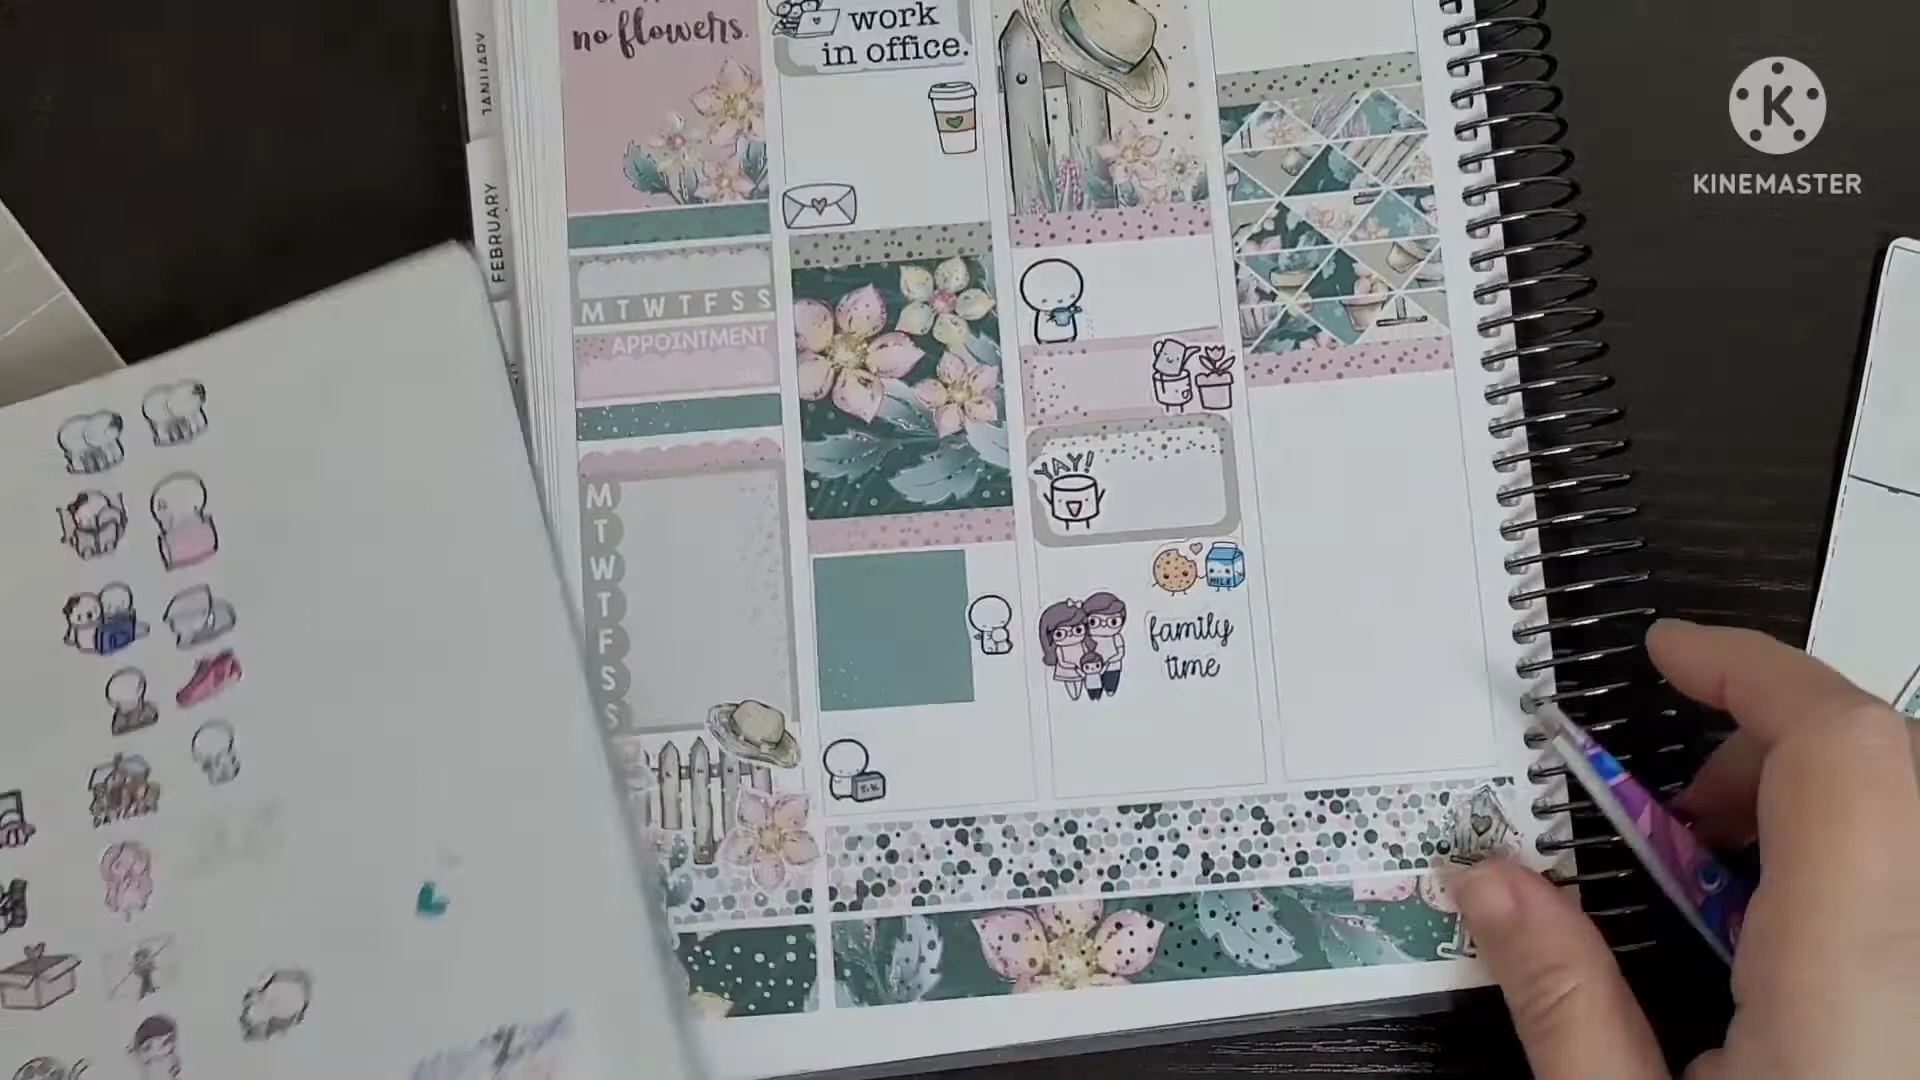 no flowers.
work
in office.
JANUARY
FEBRUARY
K
KINEMASTER
M T W T F S S
APPOINTMENT
YAY!
M
T
W
T
F
S
S
MILK
family
time